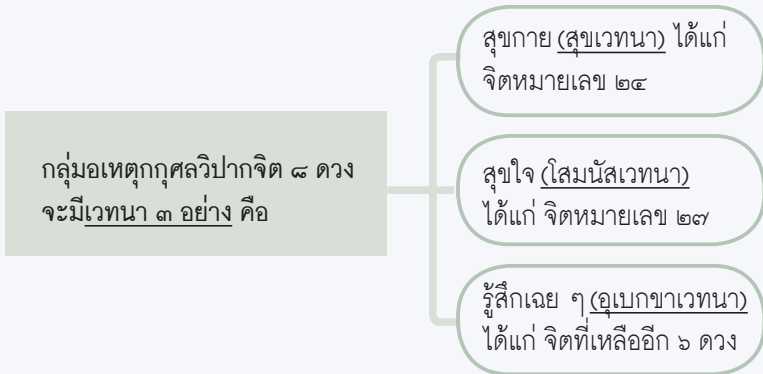 สุขกาย (สุขเวทนา) ได้แก่
จิตหมายเลข ๒๔
กลุ่มอเหตุกกุศลวิปากจิต ๘ ดวง
จะมีเวทนา ๓ อย่าง คือ
สุขใจ (โสมนัสเวทนา)
ได้แก่ จิตหมายเลข ๒๗
รู้สึกเฉย ๆ (อุเบกขาเวทนา)
ได้แก่ จิตที่เหลืออีก ๖ ดวง